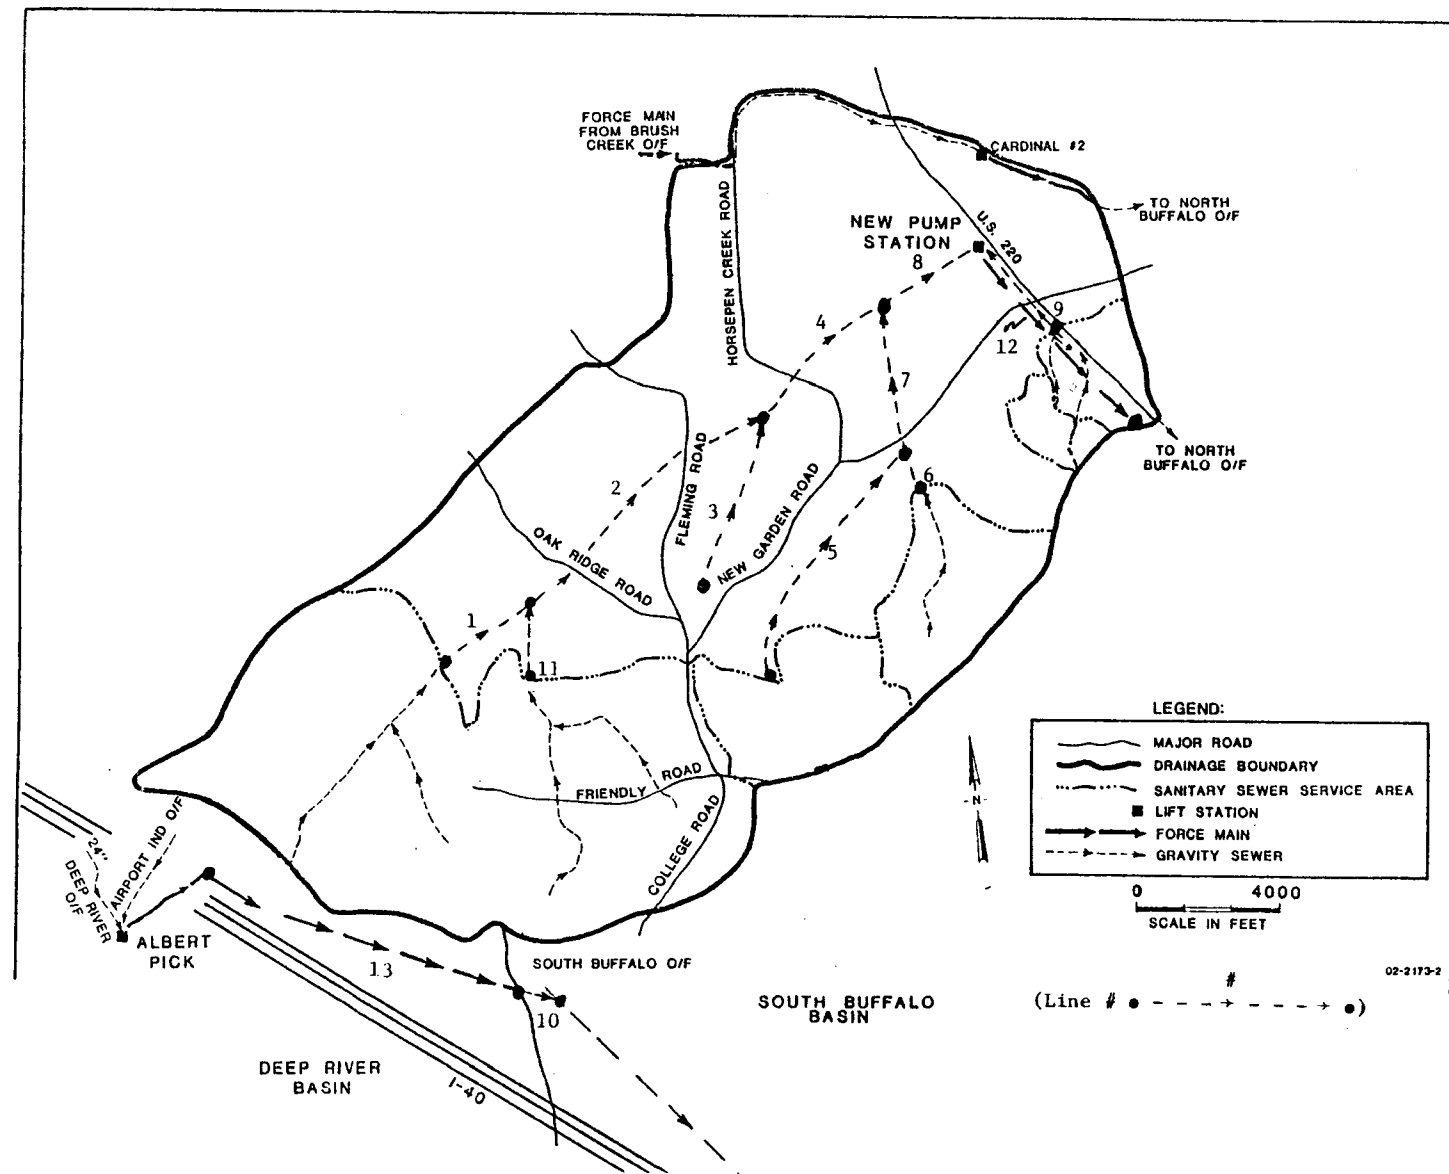 FORCE MAIN
FROM BRUSH
CREEK O/F
CARDINAL #2
TO NORTH
BUFFALO O/F
NEW PUMP
STATION
U.S. 220
HORSEPEN CREEK ROAD
8
4
9
12
7
TO NORTH
BUFFALO O/F
2
FLEMING ROAD
3
NEW GARDEN ROAD
6
5
OAK RIDGE ROAD
1
11
FRIENDLY ROAD
COLLEGE ROAD
LEGEND:
MAJOR ROAD
DRAINAGE BOUNDARY
SANITARY SEWER SERVICE AREA
LIFT STATION
FORCE MAIN
GRAVITY SEWER
N
0 4000
SCALE IN FEET
24"
DEEP RIVER
O/F
AIRPORT IND O/F
ALBERT
PICK
13
SOUTH BUFFALO O/F
10
SOUTH BUFFALO
BASIN
02-2173-2
#
(Line # )
DEEP RIVER
BASIN
I-40